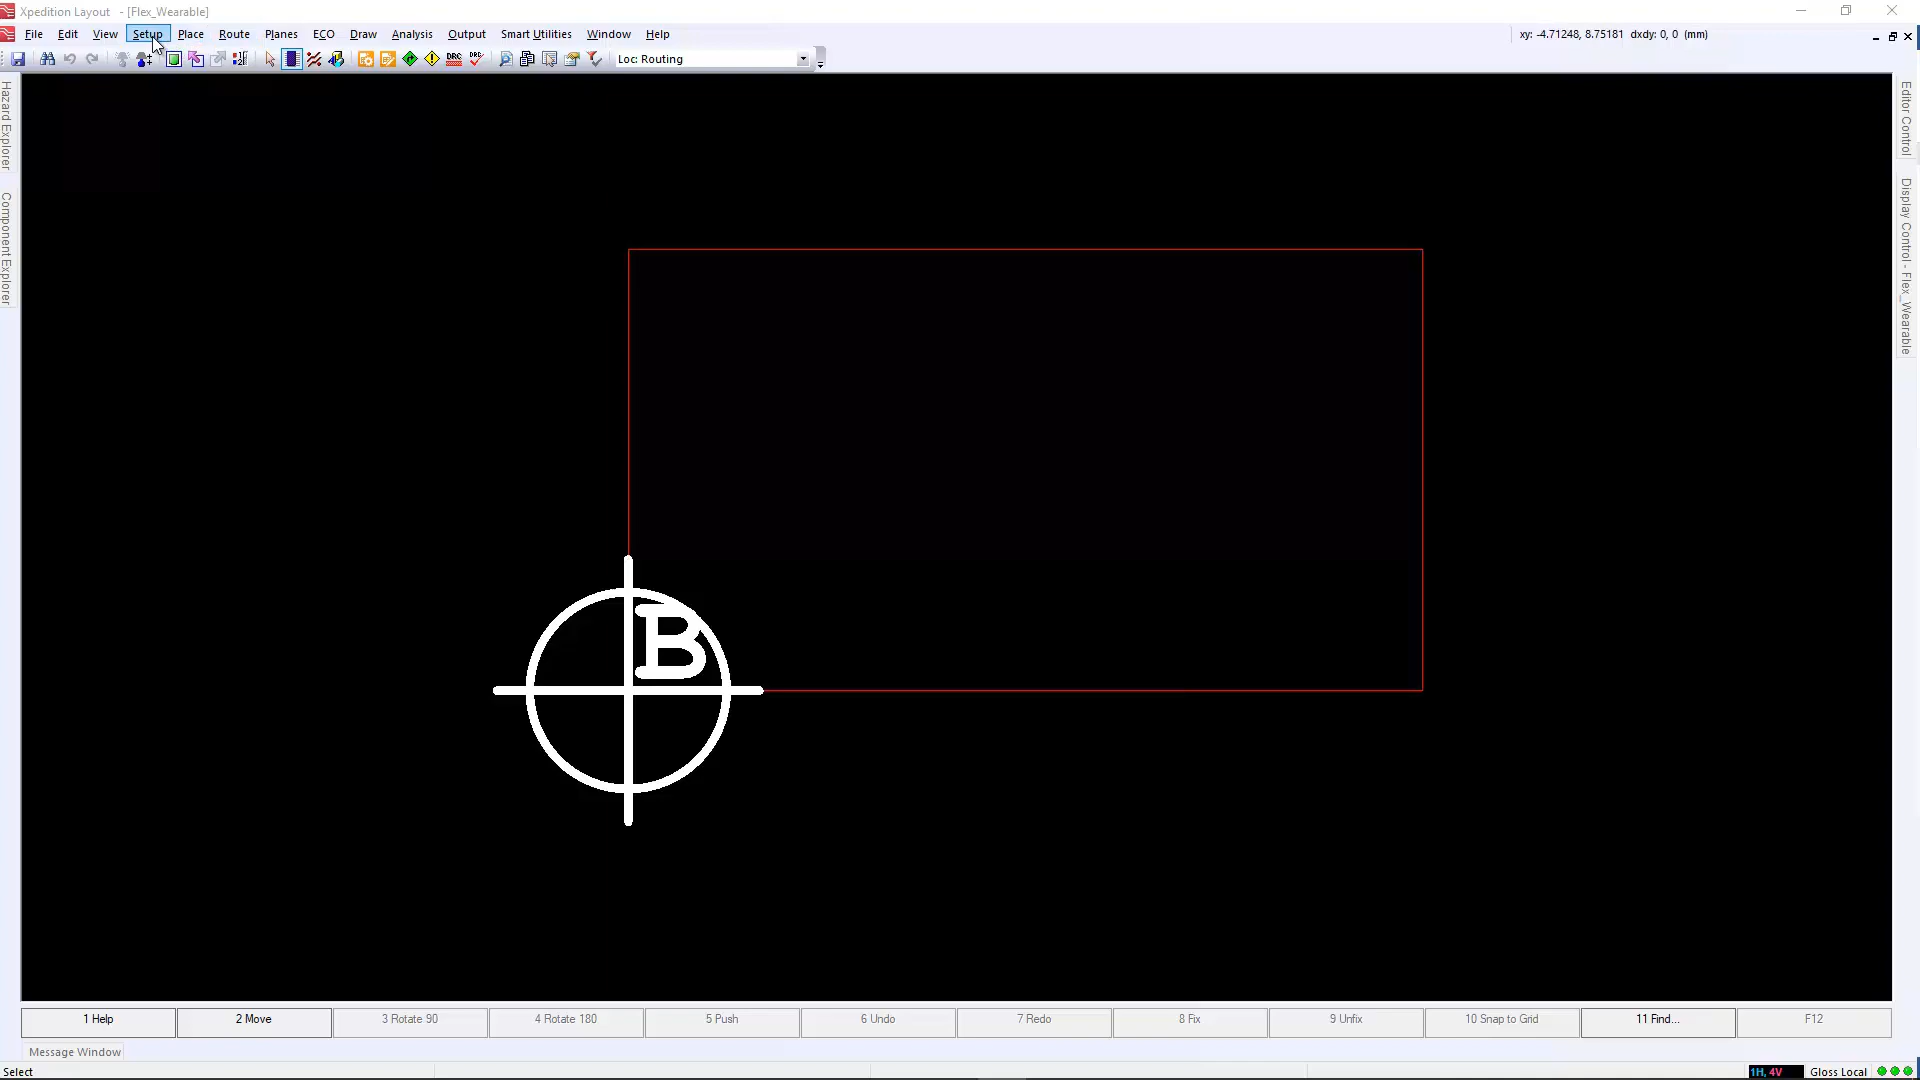 Xpedition Layout - [Flex_Wearable]
File Edit View Setup Place Route Planes ECO Draw Analysis Output Smart Utilities Window Help
xy: -4.71248, 8.75181 dxdy: 0, 0 (mm)
DRC DRC Loc: Routing
Hazard Explorer
Component Explorer
Editor Control
Display Control - Flex_Wearable
B
1 Help 2 Move 3 Rotate 90 4 Rotate 180 5 Push 6 Undo 7 Redo 8 Fix 9 Unfix 10 Snap to Grid 11 Find... F12
Message Window
Select 1H, 4V Gloss Local